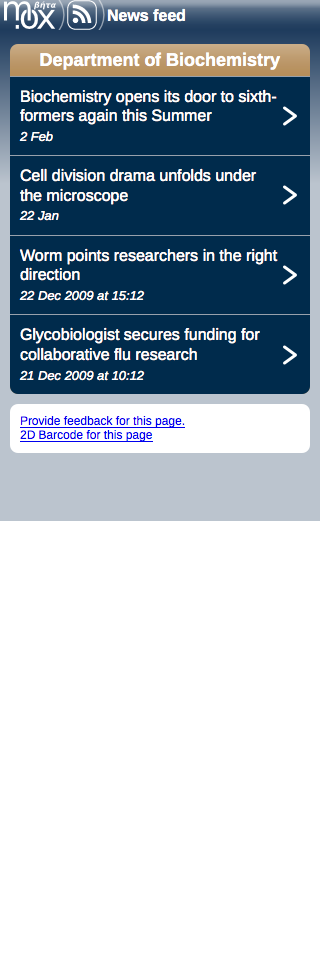 mox
βήτα
News feed
Department of Biochemistry
Biochemistry opens its door to sixth-
formers again this Summer
2 Feb
Cell division drama unfolds under
the microscope
22 Jan
Worm points researchers in the right
direction
22 Dec 2009 at 15:12
Glycobiologist secures funding for
collaborative flu research
21 Dec 2009 at 10:12
Provide feedback for this page.
2D Barcode for this page